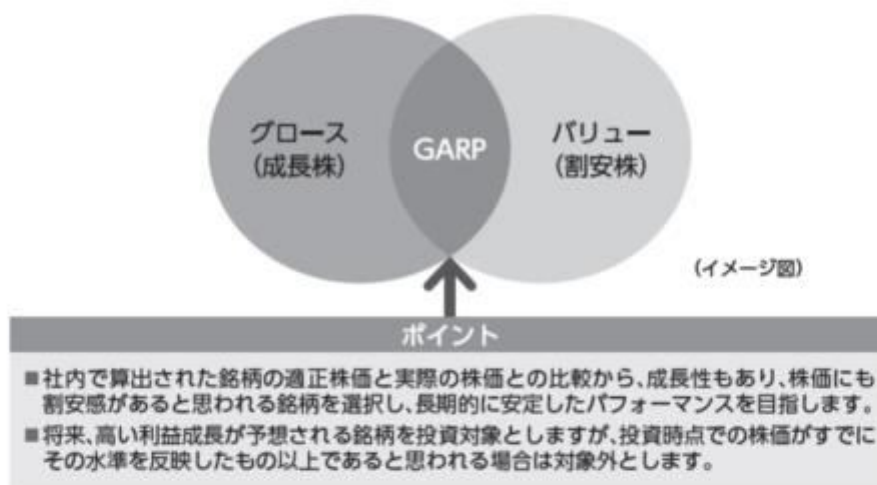 グロース
(成長株)
GARP
バリュー
(割安株)
(イメージ図)
ポイント
■社内で算出された銘柄の適正株価と実際の株価との比較から、成長性もあり、株価にも
割安感があると思われる銘柄を選択し、長期的に安定したパフォーマンスを目指します。
■将来、高い利益成長が予想される銘柄を投資対象としますが、投資時点での株価がすでに
その水準を反映したもの以上であると思われる場合は対象外とします。